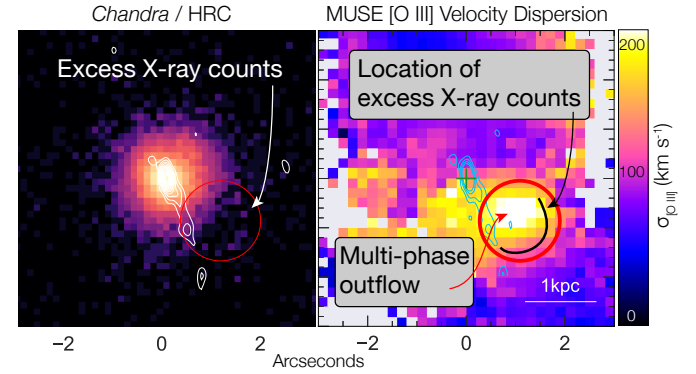 Chandra / HRC
MUSE [O III] Velocity Dispersion
Excess X-ray counts
Location of
excess X-ray counts
Multi-phase
outflow
1kpc
200
100
0
σ[O III] (km s⁻¹)
−2 0 2
−2 0 2
Arcseconds